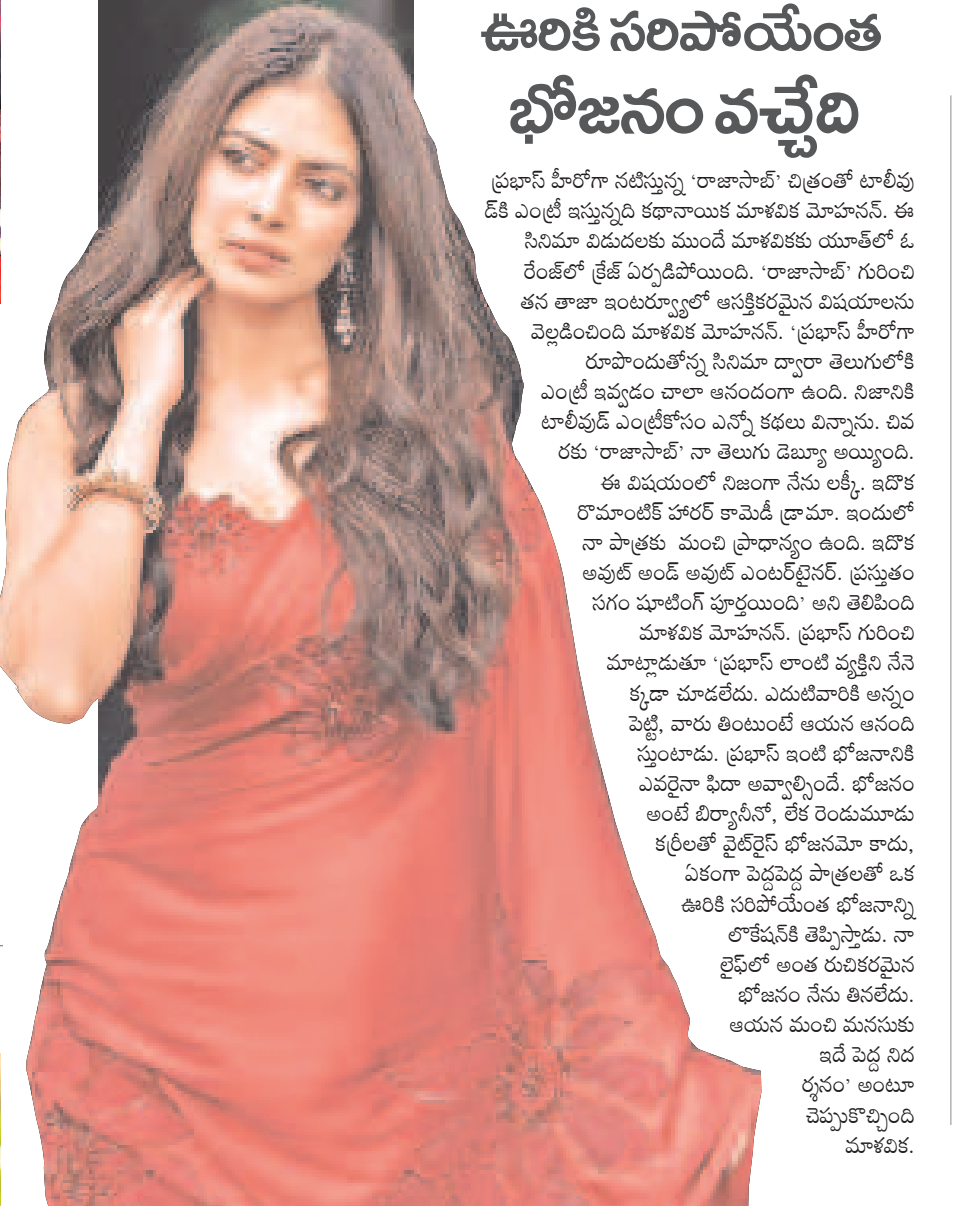 ఊరికి సరిపోయేంత
భోజనం వచ్చేది
ప్రభాస్ హీరోగా నటిస్తున్న ‘రాజాసాబ్’ చిత్రంతో టాలీవు
డ్‌కి ఎంట్రీ ఇస్తున్నది కథానాయిక మాళవిక మోహనన్. ఈ
సినిమా విడుదలకు ముందే మాళవికకు యూత్‌లో ఓ
రేంజ్‌లో క్రేజ్ ఏర్పడిపోయింది. ‘రాజాసాబ్’ గురించి
తన తాజా ఇంటర్వ్యూలో ఆసక్తికరమైన విషయాలను
వెల్లడించింది మాళవిక మోహనన్. ‘ప్రభాస్ హీరోగా
రూపొందుతోన్న సినిమా ద్వారా తెలుగులోకి
ఎంట్రీ ఇవ్వడం చాలా ఆనందంగా ఉంది. నిజానికి
టాలీవుడ్ ఎంట్రీకోసం ఎన్నో కథలు విన్నాను. చివ
రకు ‘రాజాసాబ్’ నా తెలుగు డెబ్యూ అయ్యింది.
ఈ విషయంలో నిజంగా నేను లక్కీ. ఇదొక
రొమాంటిక్ హారర్ కామెడీ డ్రామా. ఇందులో
నా పాత్రకు మంచి ప్రాధాన్యం ఉంది. ఇదొక
అవుట్ అండ్ అవుట్ ఎంటర్‌టైనర్. ప్రస్తుతం
సగం షూటింగ్ పూర్తయింది’ అని తెలిపింది
మాళవిక మోహనన్. ప్రభాస్ గురించి
మాట్లాడుతూ ‘ప్రభాస్ లాంటి వ్యక్తిని నేనె
క్కడా చూడలేదు. ఎదుటివారికి అన్నం
పెట్టి, వారు తింటుంటే ఆయన ఆనంది
స్తుంటాడు. ప్రభాస్ ఇంటి భోజనానికి
ఎవరైనా ఫిదా అవ్వాల్సిందే. భోజనం
అంటే బిర్యానీనో, లేక రెండుమూడు
కర్రీలతో వైట్‌రైస్ భోజనమో కాదు,
ఏకంగా పెద్దపెద్ద పాత్రలతో ఒక
ఊరికి సరిపోయేంత భోజనాన్ని
లొకేషన్‌కి తెప్పిస్తాడు. నా
లైఫ్‌లో అంత రుచికరమైన
భోజనం నేను తినలేదు.
ఆయన మంచి మనసుకు
ఇదే పెద్ద నిద
ర్శనం’ అంటూ
చెప్పుకొచ్చింది
మాళవిక.